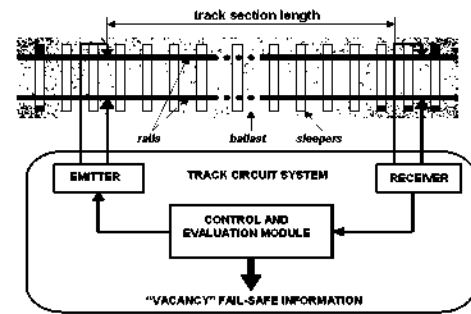 track section length
rails
ballast
sleepers
EMITTER
TRACK CIRCUIT SYSTEM
RECEIVER
CONTROL AND
EVALUATION MODULE
"VACANCY" FAIL-SAFE INFORMATION